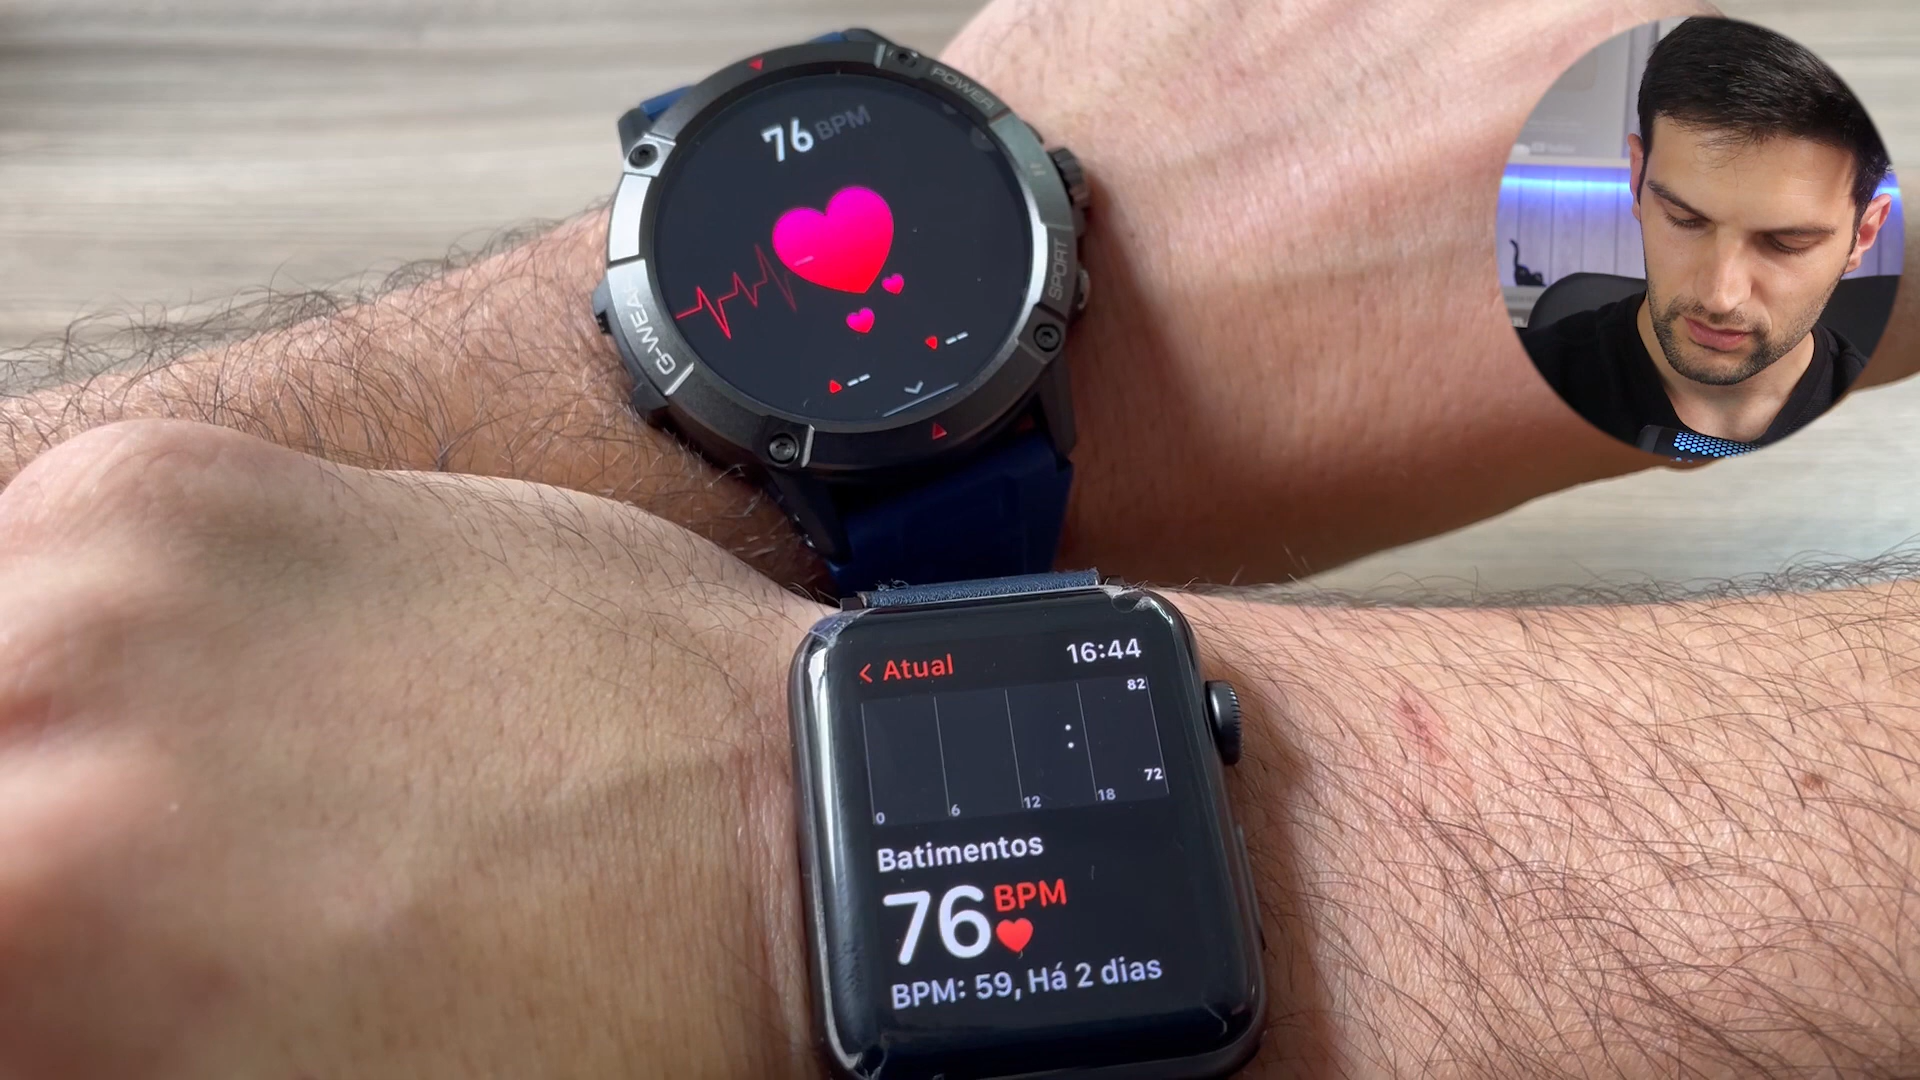 POWER
76 BPM
SPORT
G-WEAR
--
--
< Atual
16:44
82
72
0
6
12
18
Batimentos
76 BPM
BPM: 59, Há 2 dias